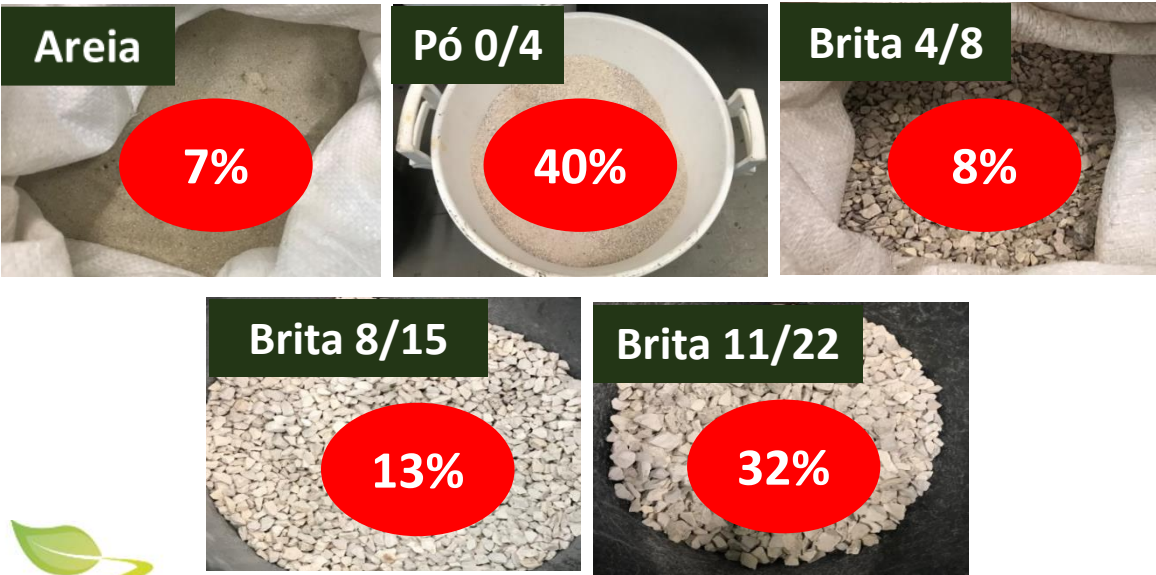 Areia
7%
Pó 0/4
40%
Brita 4/8
8%
Brita 8/15
13%
Brita 11/22
32%